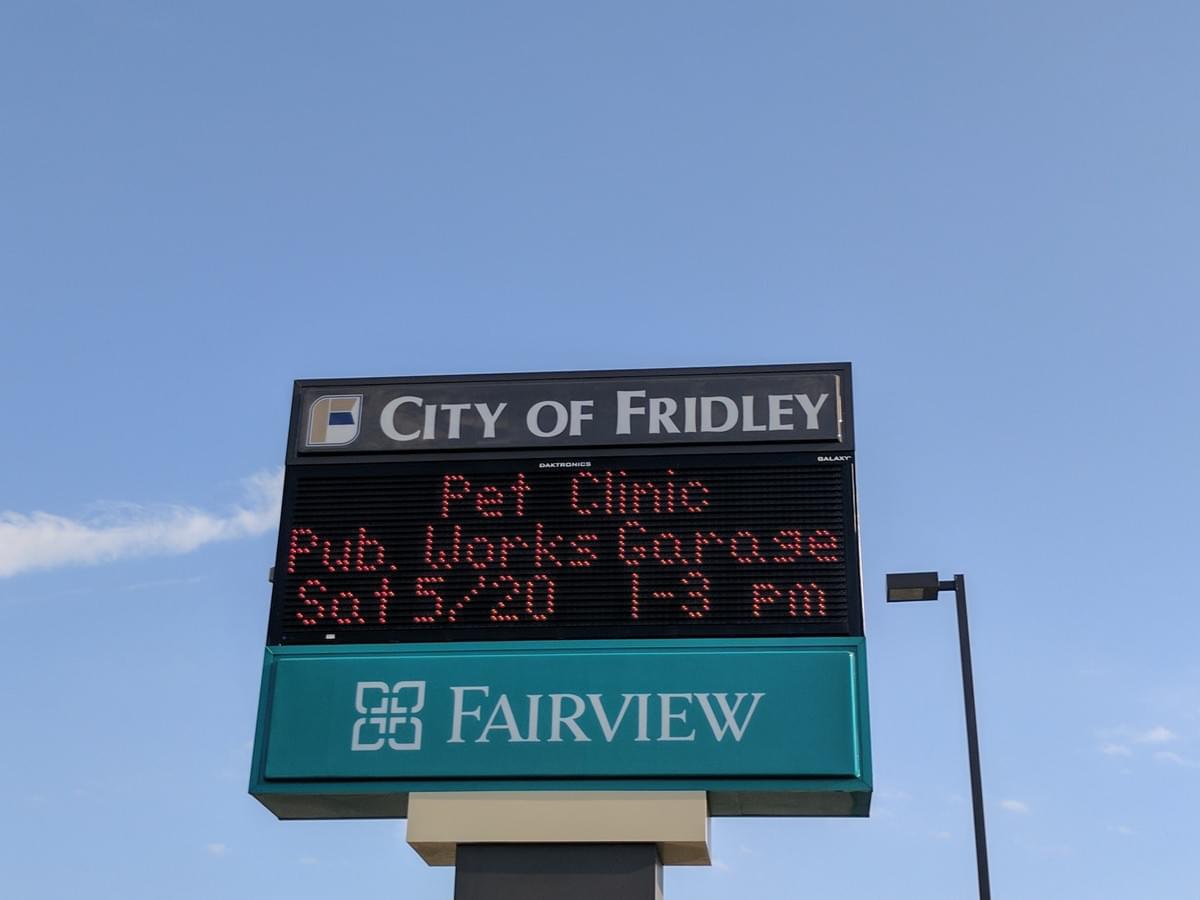 CITY OF FRIDLEY
DAKTRONICS
GALAXY
Pet Clinic
Pub. Works Garage
Sat 5/20 1-3 pm
FAIRVIEW